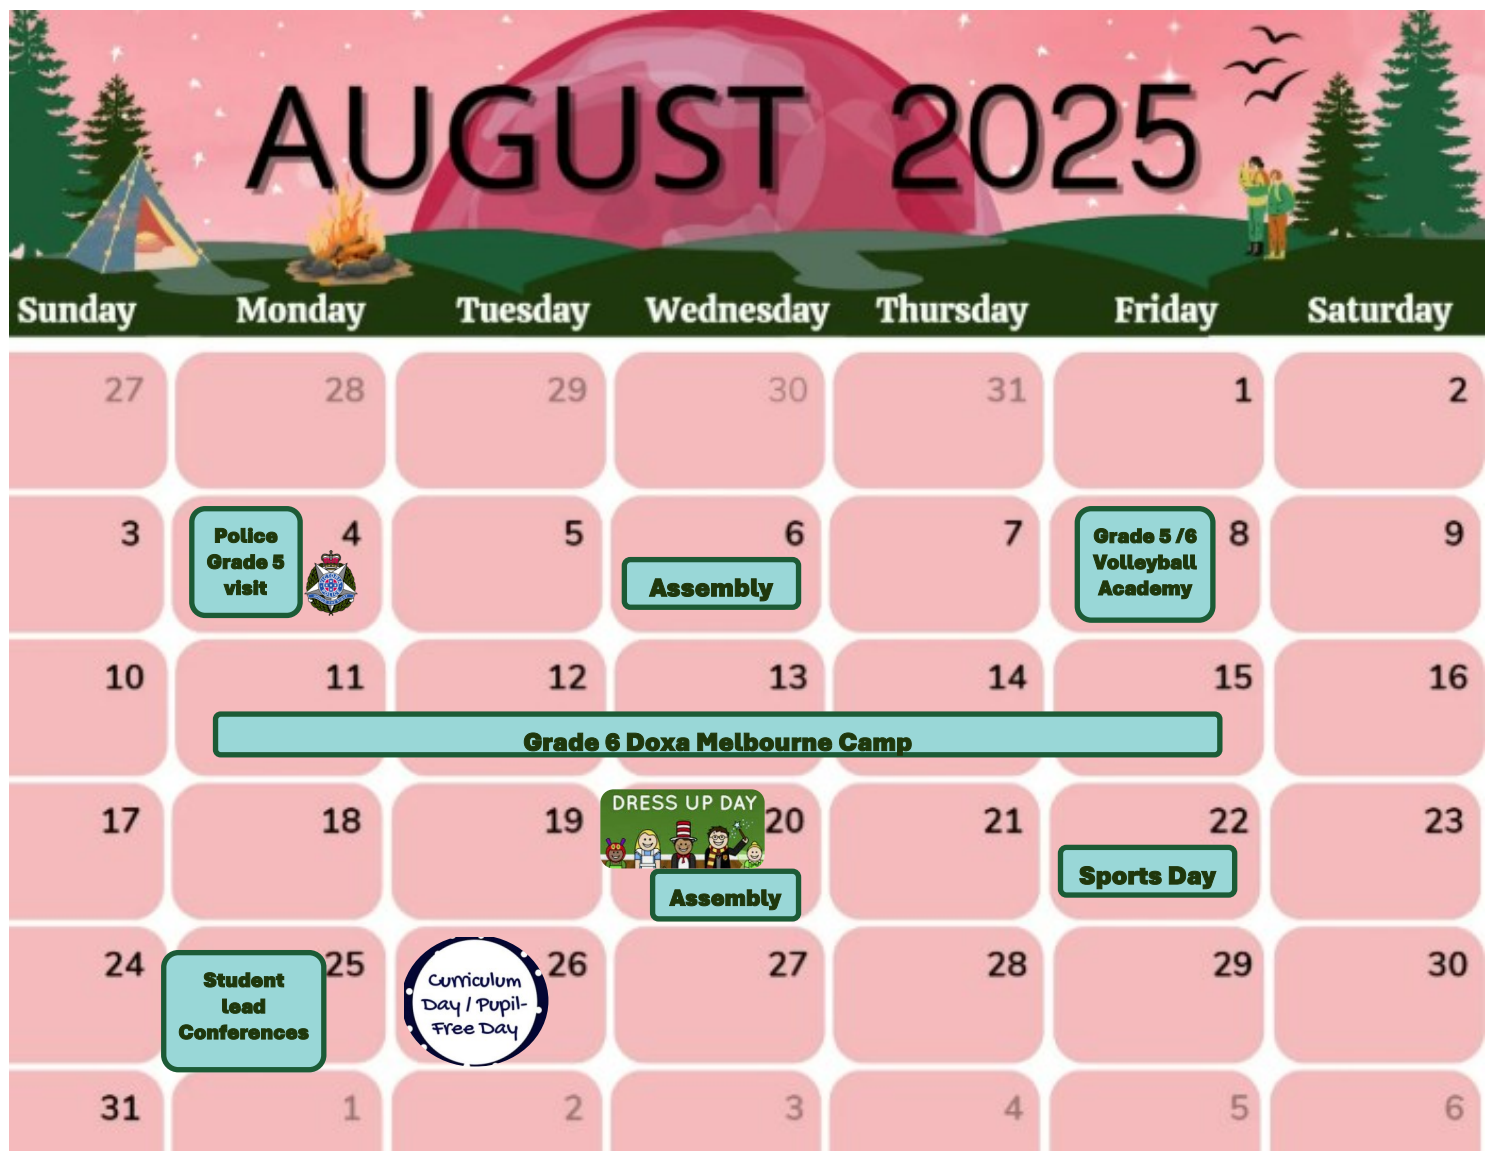 AUGUST 2025
Sunday Monday Tuesday Wednesday Thursday Friday Saturday
27 28 29 30 31 1 2
3 4 5 6 7 8 9
Police
Grade 5
visit
Assembly
Grade 5 /6
Volleyball
Academy
10 11 12 13 14 15 16
Grade 6 Doxa Melbourne Camp
17 18 19 20 21 22 23
DRESS UP DAY
Assembly
Sports Day
24 25 26 27 28 29 30
Student
lead
Conferences
Curriculum
Day / Pupil-
Free Day
31 1 2 3 4 5 6